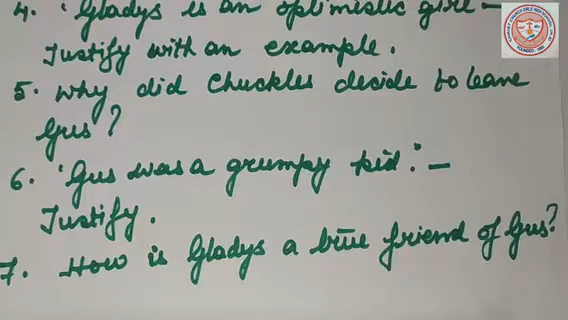 4. 'Gladys is an optimistic girl' –
Justify with an example.
5. Why did Chuckles decide to leave
Gus?
6. 'Gus was a grumpy kid.' –
Justify.
7. How is Gladys a true friend of Gus?